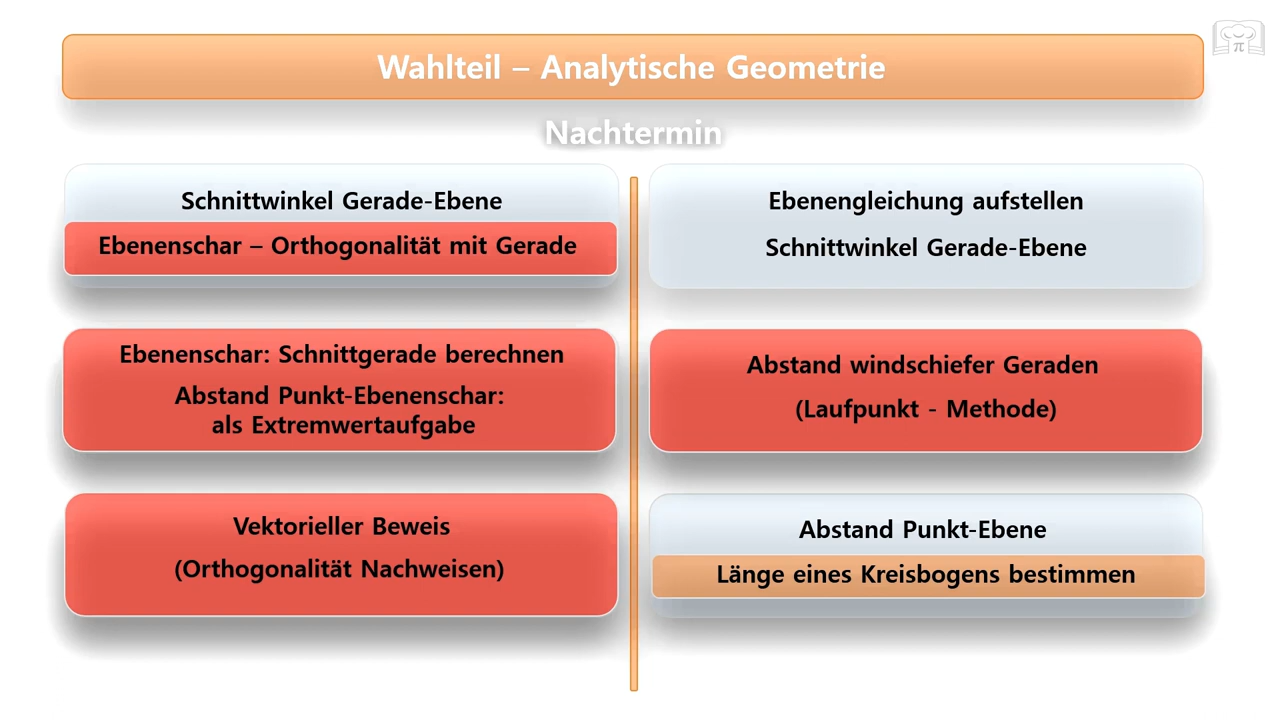 Wahlteil – Analytische Geometrie
Nachtermin
Schnittwinkel Gerade-Ebene
Ebenenschar – Orthogonalität mit Gerade
Ebenenschar: Schnittgerade berechnen
Abstand Punkt-Ebenenschar:
als Extremwertaufgabe
Vektorieller Beweis
(Orthogonalität Nachweisen)
Ebenengleichung aufstellen
Schnittwinkel Gerade-Ebene
Abstand windschiefer Geraden
(Laufpunkt - Methode)
Abstand Punkt-Ebene
Länge eines Kreisbogens bestimmen
π